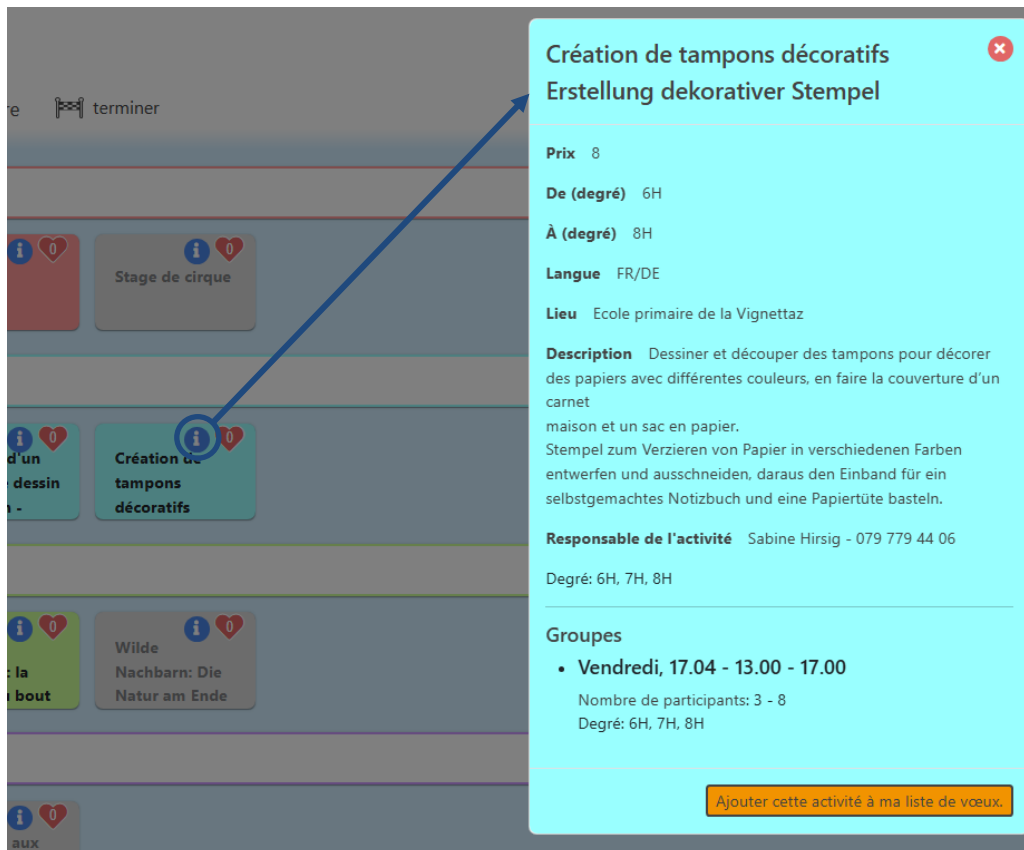 re
terminer
0
0
Stage de cirque
0
0
d'un
dessin
Création de
tampons
décoratifs
0
0
: la
bout
Wilde
Nachbarn: Die
Natur am Ende
0
aux
Création de tampons décoratifs
Erstellung dekorativer Stempel
Prix 8
De (degré) 6H
À (degré) 8H
Langue FR/DE
Lieu Ecole primaire de la Vignettaz
Description Dessiner et découper des tampons pour décorer
des papiers avec différentes couleurs, en faire la couverture d'un
carnet
maison et un sac en papier.
Stempel zum Verzieren von Papier in verschiedenen Farben
entwerfen und ausschneiden, daraus den Einband für ein
selbstgemachtes Notizbuch und eine Papiertüte basteln.
Responsable de l'activité Sabine Hirsig - 079 779 44 06
Degré: 6H, 7H, 8H
Groupes
• Vendredi, 17.04 - 13.00 - 17.00
Nombre de participants: 3 - 8
Degré: 6H, 7H, 8H
Ajouter cette activité à ma liste de vœux.